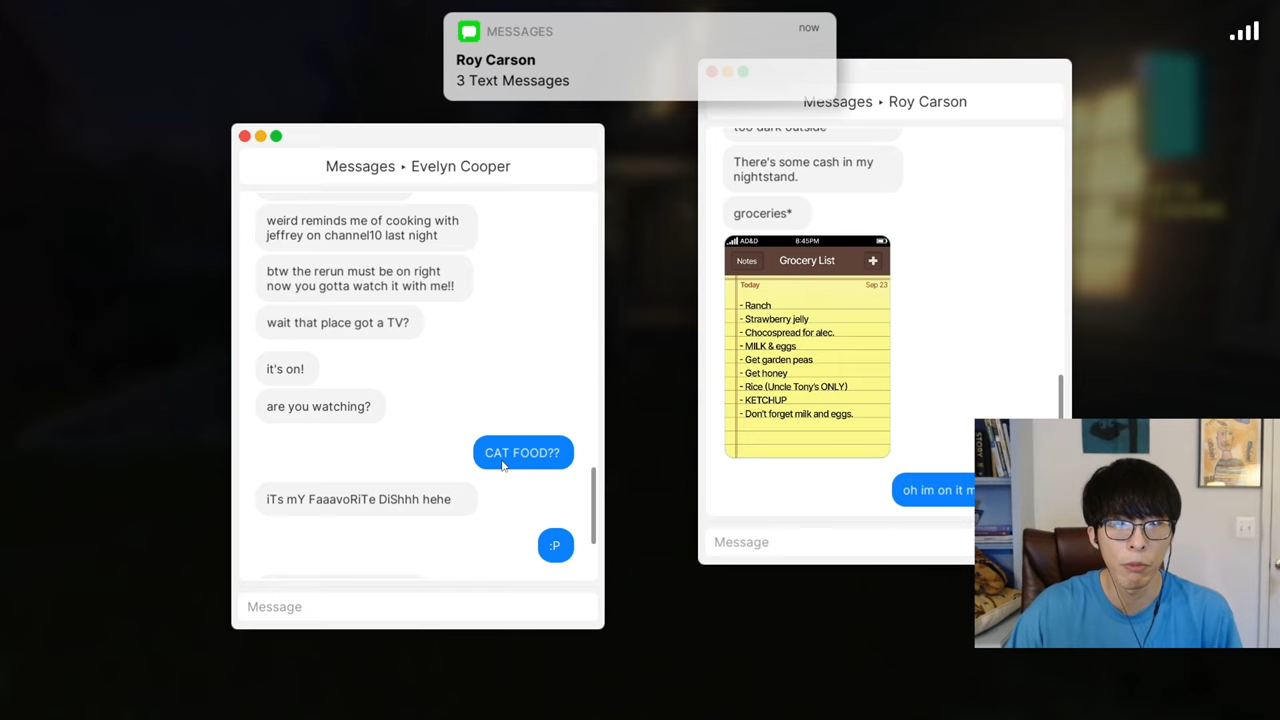 MESSAGES
now
Roy Carson
3 Text Messages
Messages ▸ Evelyn Cooper
weird reminds me of cooking with
jeffrey on channel10 last night
btw the rerun must be on right
now you gotta watch it with me!!
wait that place got a TV?
it's on!
are you watching?
CAT FOOD??
iTs mY FaaavoRiTe DiShhh hehe
:P
Message
Messages ▸ Roy Carson
too dark outside
There's some cash in my
nightstand.
groceries*
AD&D 8:45PM
Notes Grocery List +
Today Sep 23
- Ranch
- Strawberry jelly
- Chocospread for alec.
- MILK & eggs
- Get garden peas
- Get honey
- Rice (Uncle Tony's ONLY)
- KETCHUP
- Don't forget milk and eggs.
oh im on it m
Message
STORY